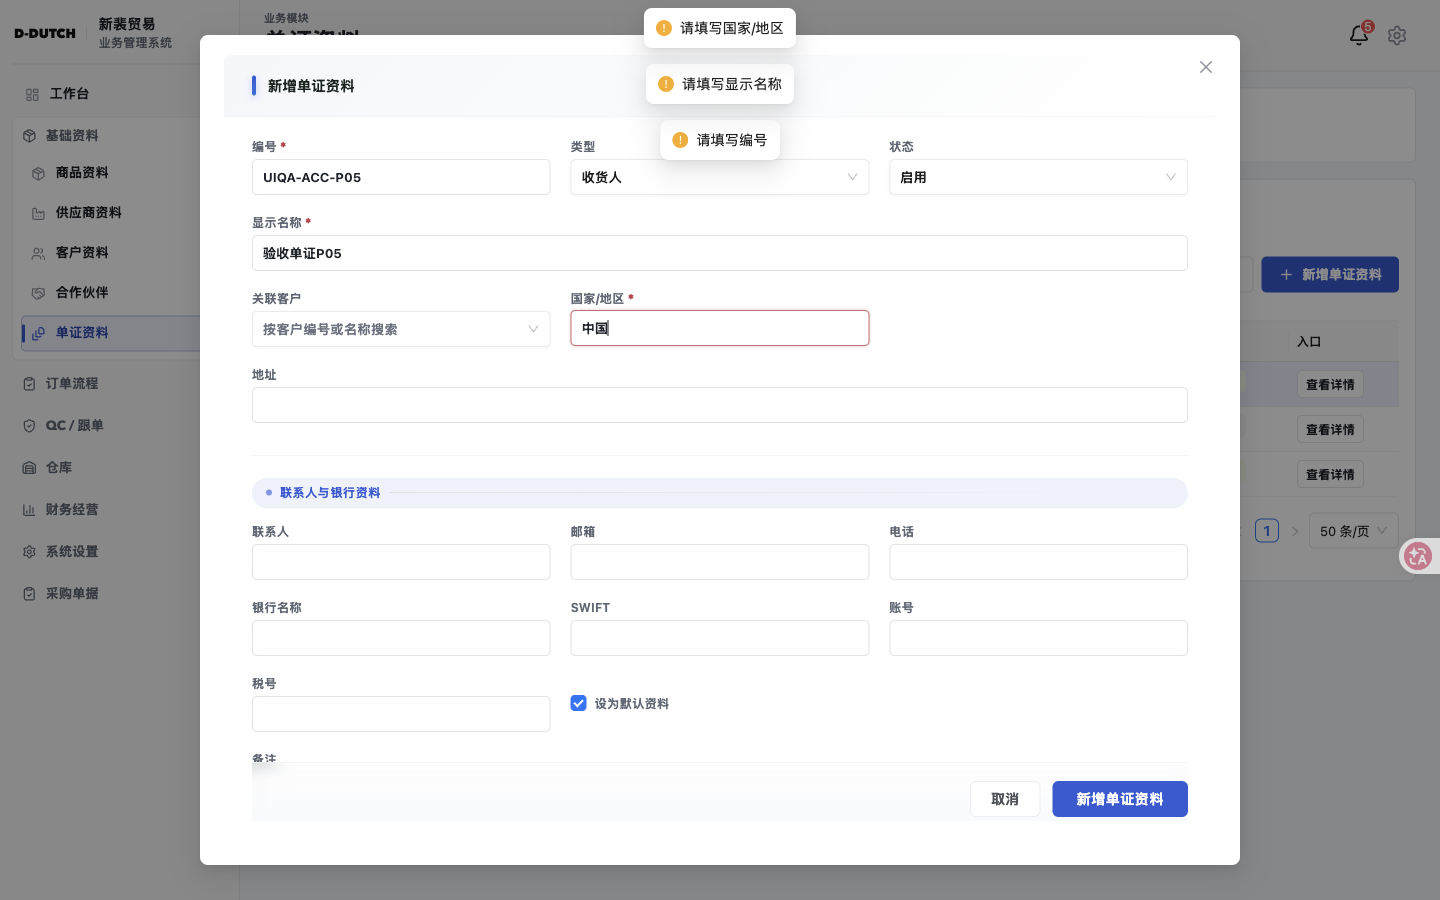 D-DUTCH
新裴贸易
业务管理系统
业务模块
请填写国家/地区
请填写显示名称
请填写编号
5
工作台
基础资料
商品资料
供应商资料
客户资料
合作伙伴
单证资料
订单流程
QC / 跟单
仓库
财务经营
系统设置
采购单据
新增单证资料
编号 *
类型
状态
UIQA-ACC-P05
收货人
启用
显示名称 *
验收单证P05
关联客户
国家/地区 *
按客户编号或名称搜索
中国
地址
联系人与银行资料
联系人
邮箱
电话
银行名称
SWIFT
账号
税号
设为默认资料
备注
取消
新增单证资料
新增单证资料
入口
查看详情
查看详情
查看详情
1
50 条/页